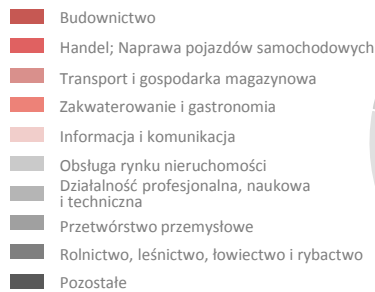 Budownictwo
Handel; Naprawa pojazdów samochodowych
Transport i gospodarka magazynowa
Zakwaterowanie i gastronomia
Informacja i komunikacja
Obsługa rynku nieruchomości
Działalność profesjonalna, naukowa
i techniczna
Przetwórstwo przemysłowe
Rolnictwo, leśnictwo, łowiectwo i rybactwo
Pozostałe